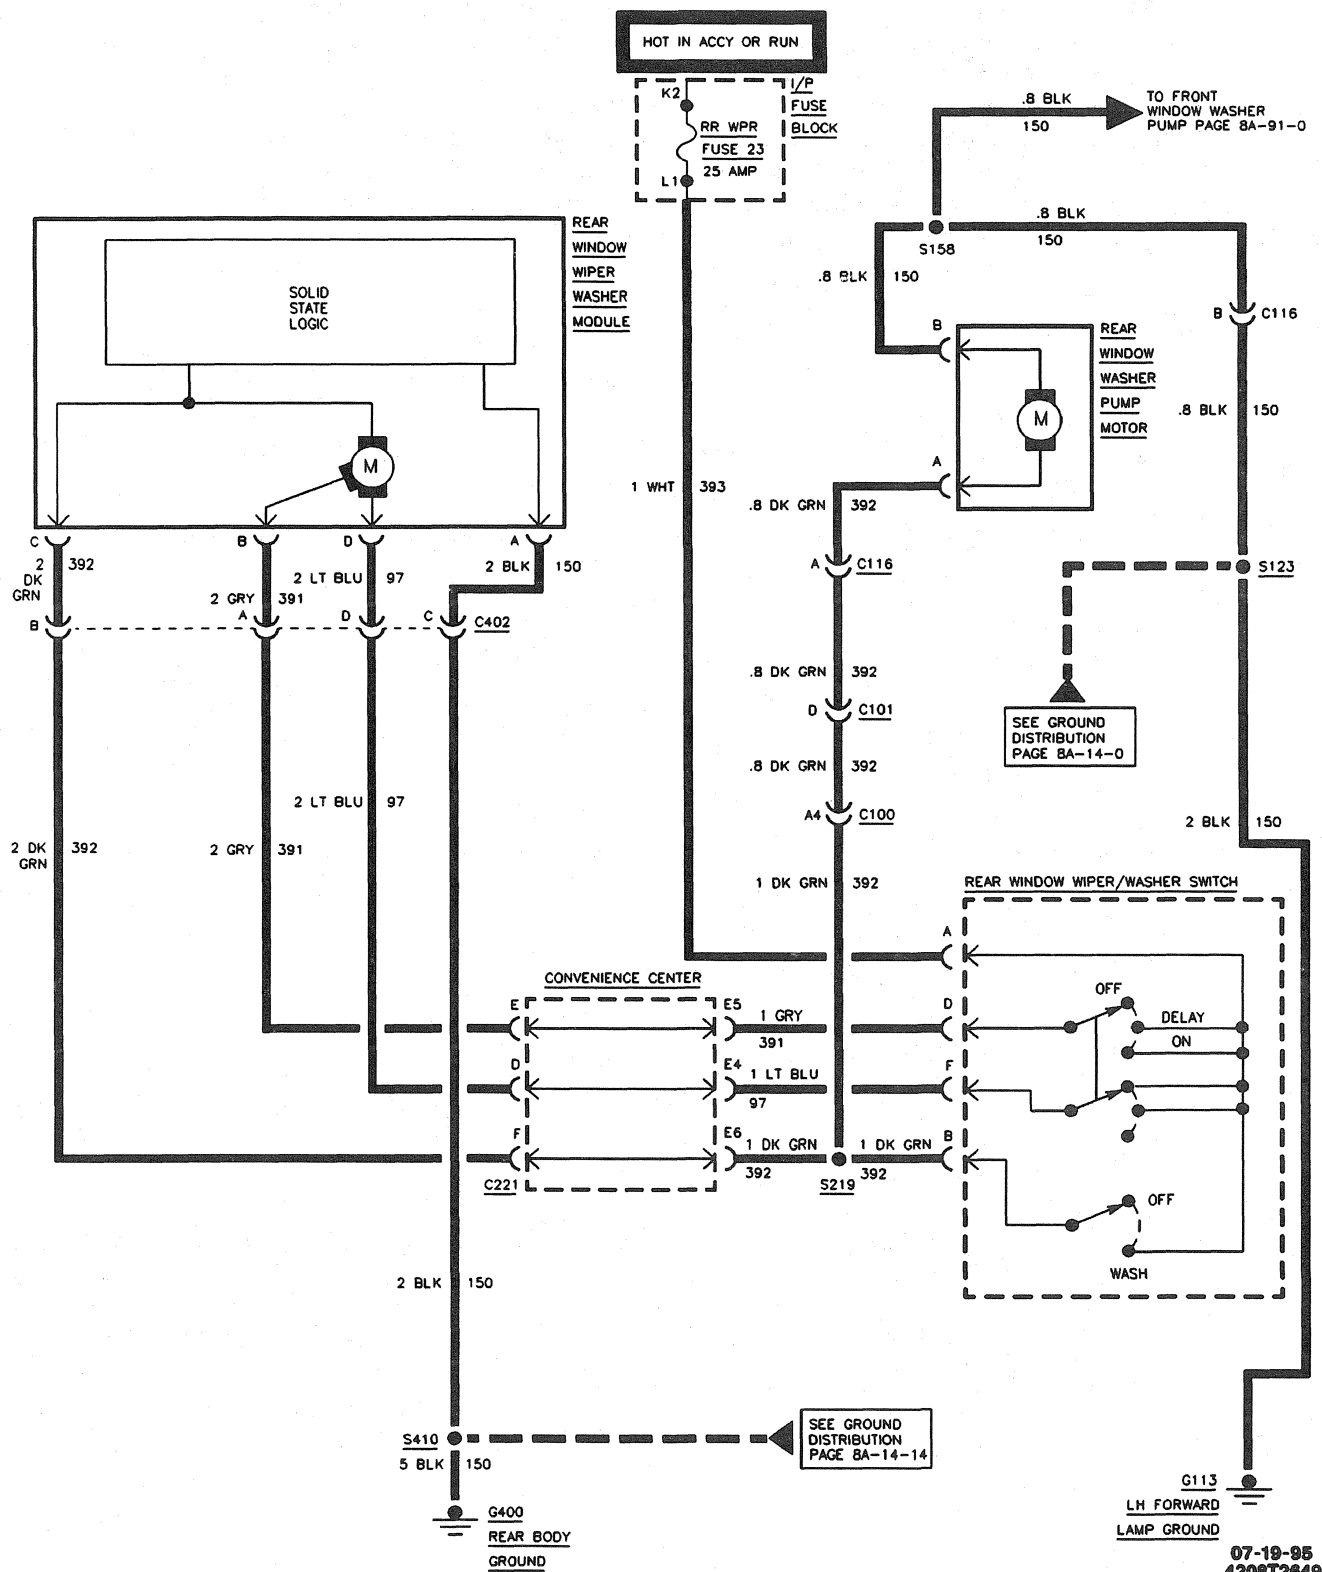 HOT IN ACCY OR RUN
K2
I/P
FUSE
BLOCK
RR WPR
FUSE 23
25 AMP
L1
.8 BLK
150
TO FRONT
WINDOW WASHER
PUMP PAGE 8A-91-0
.8 BLK
150
S158
.8 BLK 150
REAR
WINDOW
WIPER
WASHER
MODULE
SOLID
STATE
LOGIC
B C116
B
REAR
WINDOW
WASHER
PUMP
MOTOR
M
A
.8 BLK 150
M
1 WHT 393
.8 DK GRN 392
C
B
D
A
2
DK
GRN
392
2 GRY 391
2 LT BLU 97
2 BLK 150
B
A
D
C
C402
A C116
S123
.8 DK GRN 392
D C101
SEE GROUND
DISTRIBUTION
PAGE 8A-14-0
.8 DK GRN 392
2 LT BLU 97
A4 C100
2 BLK 150
2 DK
GRN
392
2 GRY 391
1 DK GRN 392
REAR WINDOW WIPER/WASHER SWITCH
A
CONVENIENCE CENTER
E
E5
1 GRY
391
D
OFF
DELAY
ON
D
E4
1 LT BLU
97
F
F
E6
1 DK GRN
392
1 DK GRN
392
B
C221
S219
OFF
WASH
2 BLK 150
S410
SEE GROUND
DISTRIBUTION
PAGE 8A-14-14
5 BLK 150
G400
REAR BODY
GROUND
G113
LH FORWARD
LAMP GROUND
07-19-95